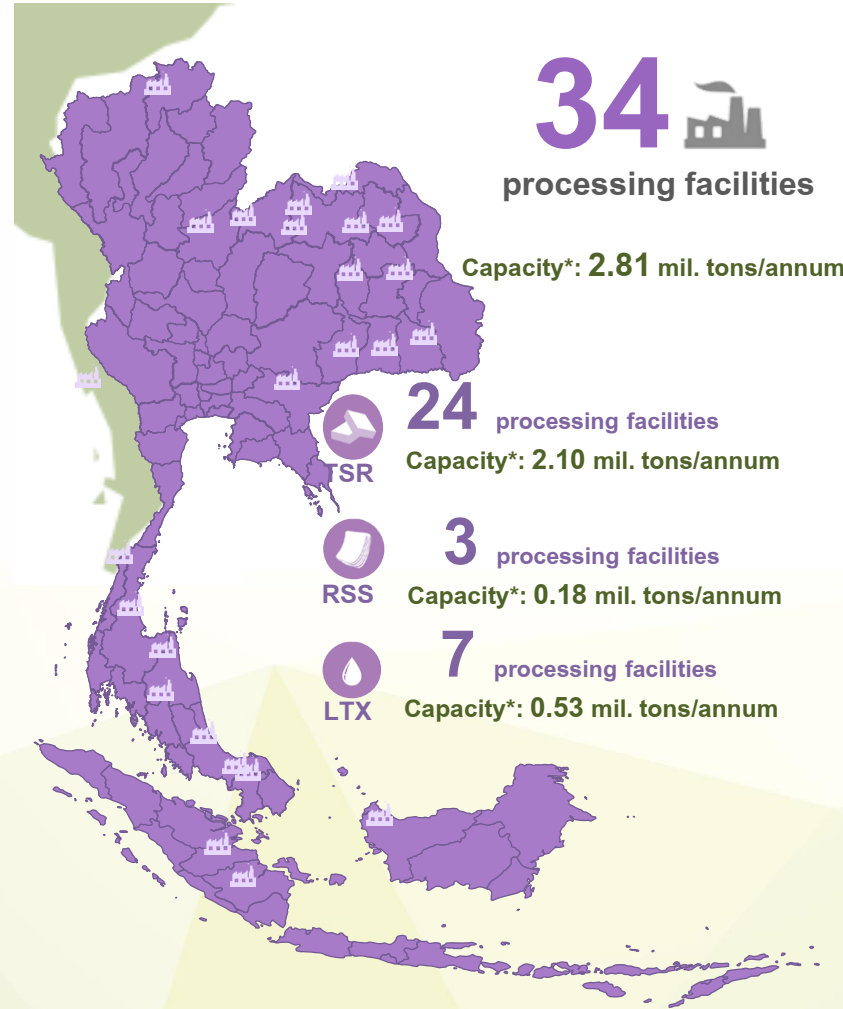 34
processing facilities
Capacity*: 2.81 mil. tons/annum
24 processing facilities
Capacity*: 2.10 mil. tons/annum
TSR
3 processing facilities
Capacity*: 0.18 mil. tons/annum
RSS
7 processing facilities
Capacity*: 0.53 mil. tons/annum
LTX